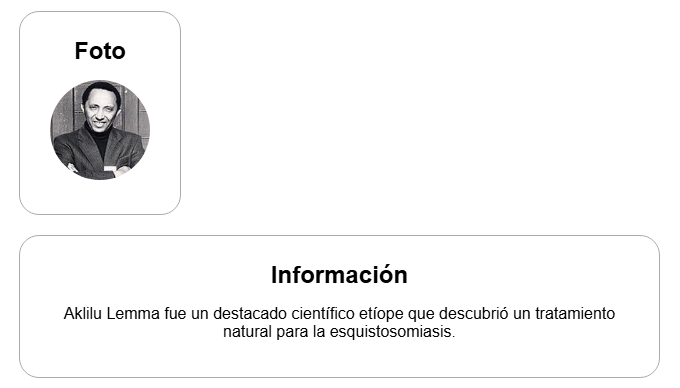 Foto
Información
Aklilu Lemma fue un destacado científico etíope que descubrió un tratamiento
natural para la esquistosomiasis.